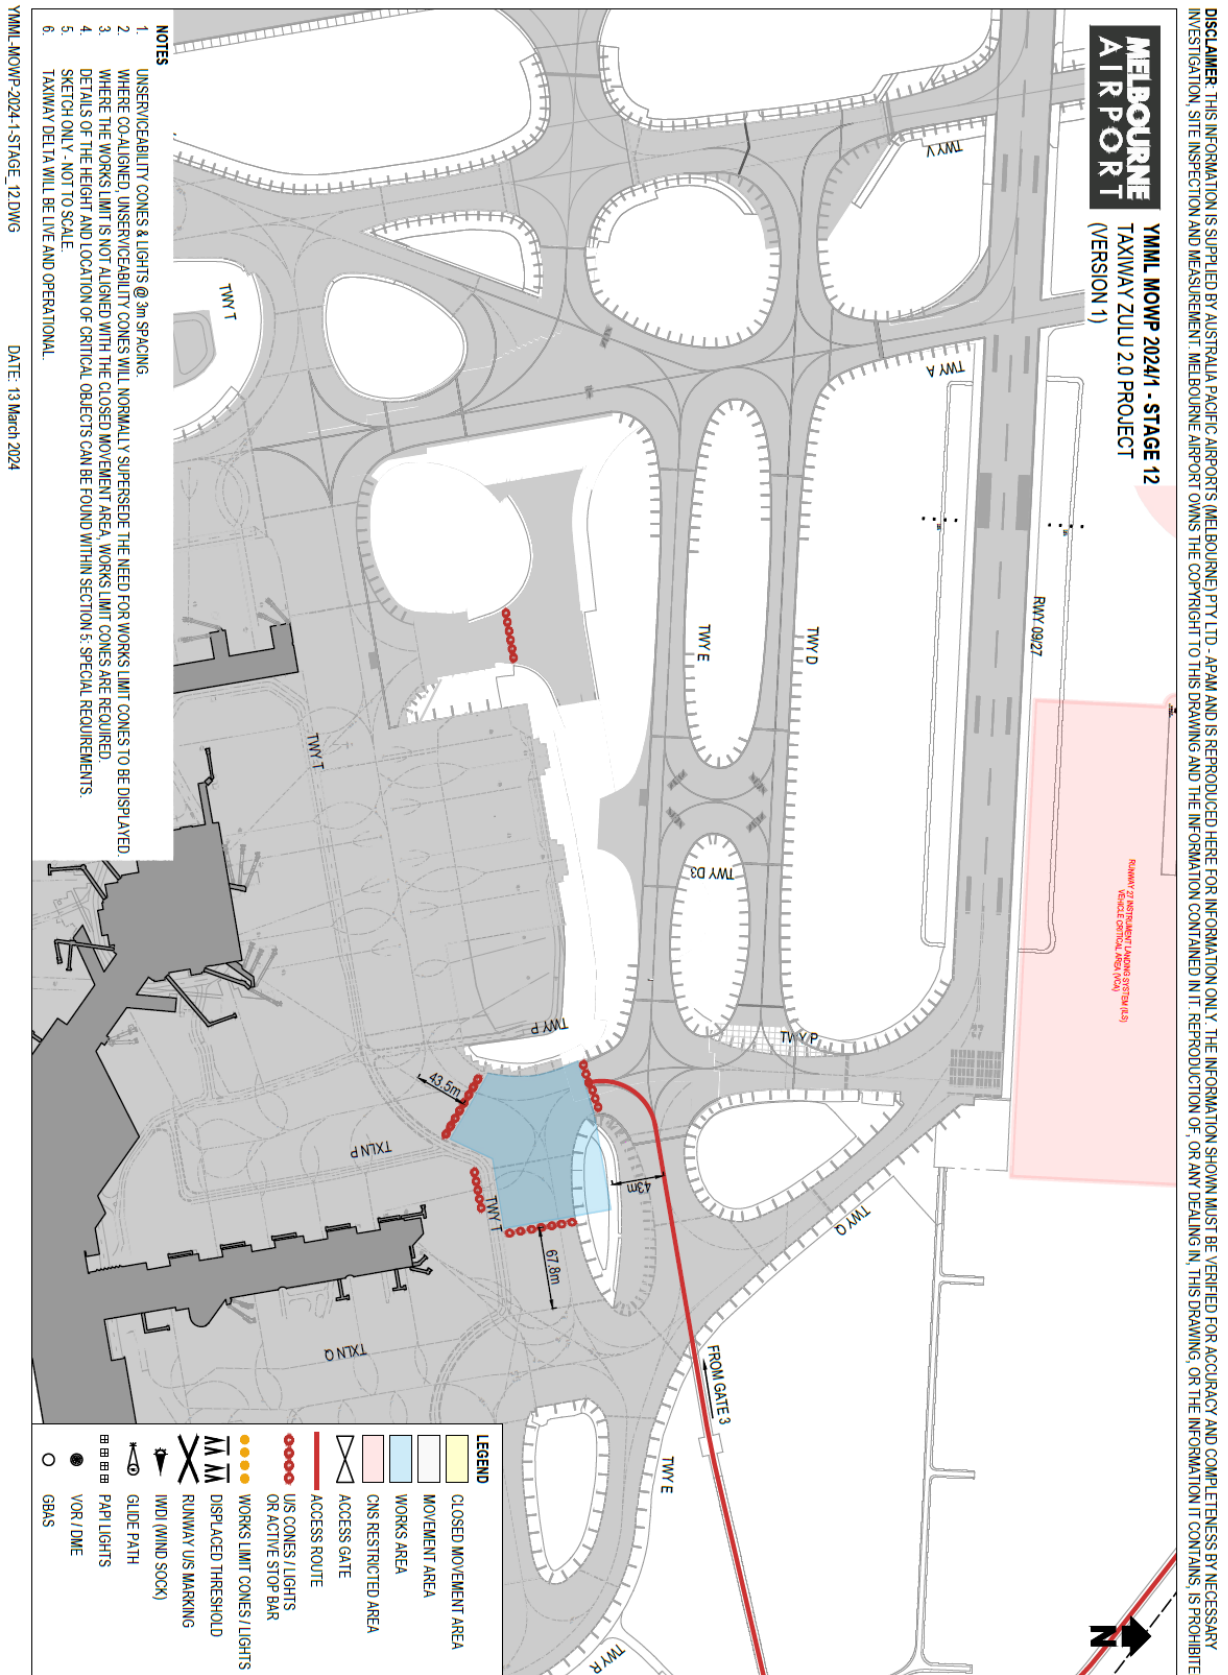 DISCLAIMER: THIS INFORMATION IS SUPPLIED BY AUSTRALIA PACIFIC AIRPORTS (MELBOURNE) PTY LTD - APAM AND IS REPRODUCED HERE FOR INFORMATION ONLY. THE INFORMATION SHOWN MUST BE VERIFIED FOR ACCURACY AND COMPLETENESS BY NECESSARY
INVESTIGATION, SITE INSPECTION AND MEASUREMENT. MELBOURNE AIRPORT OWNS THE COPYRIGHT TO THIS DRAWING AND THE INFORMATION CONTAINED IN IT. REPRODUCTION OF, OR ANY DEALING IN, THIS DRAWING, OR THE INFORMATION IT CONTAINS, IS PROHIBITE
MELBOURNE
AIRPORT
YMML MOWP 2024/1 - STAGE 12
TAXIWAY ZULU 2.0 PROJECT
(VERSION 1)
RUNWAY 27 INSTRUMENT LANDING SYSTEM (ILS)
VEHICLE CRITICAL AREA (VCA)
RWY 09/27
TWY V
TWY A
TWY D
TWY E
TWY D3
TWY P
TWY Q
TWY P
43m
FROM GATE 3
TWY E
TWY R
67.8m
43.5m
TWY T
TWY T
TWY T
TXLN P
TXLN Q
N
LEGEND
CLOSED MOVEMENT AREA
MOVEMENT AREA
WORKS AREA
CNS RESTRICTED AREA
ACCESS GATE
ACCESS ROUTE
U/S CONES / LIGHTS
OR ACTIVE STOP BAR
WORKS LIMIT CONES / LIGHTS
DISPLACED THRESHOLD
RUNWAY U/S MARKING
IWDI (WIND SOCK)
GLIDE PATH
PAPI LIGHTS
VOR / DME
GBAS
NOTES
1. UNSERVICEABILITY CONES & LIGHTS @ 3m SPACING.
2. WHERE CO-ALIGNED, UNSERVICEABILITY CONES WILL NORMALLY SUPERSEDE THE NEED FOR WORKS LIMIT CONES TO BE DISPLAYED.
3. WHERE THE WORKS LIMIT IS NOT ALIGNED WITH THE CLOSED MOVEMENT AREA, WORKS LIMIT CONES ARE REQUIRED.
4. DETAILS OF THE HEIGHT AND LOCATION OF CRITICAL OBJECTS CAN BE FOUND WITHIN SECTION 5: SPECIAL REQUIREMENTS.
5. SKETCH ONLY - NOT TO SCALE.
6. TAXIWAY DELTA WILL BE LIVE AND OPERATIONAL.
YMML-MOWP-2024-1-STAGE_12.DWG
DATE: 13 March 2024